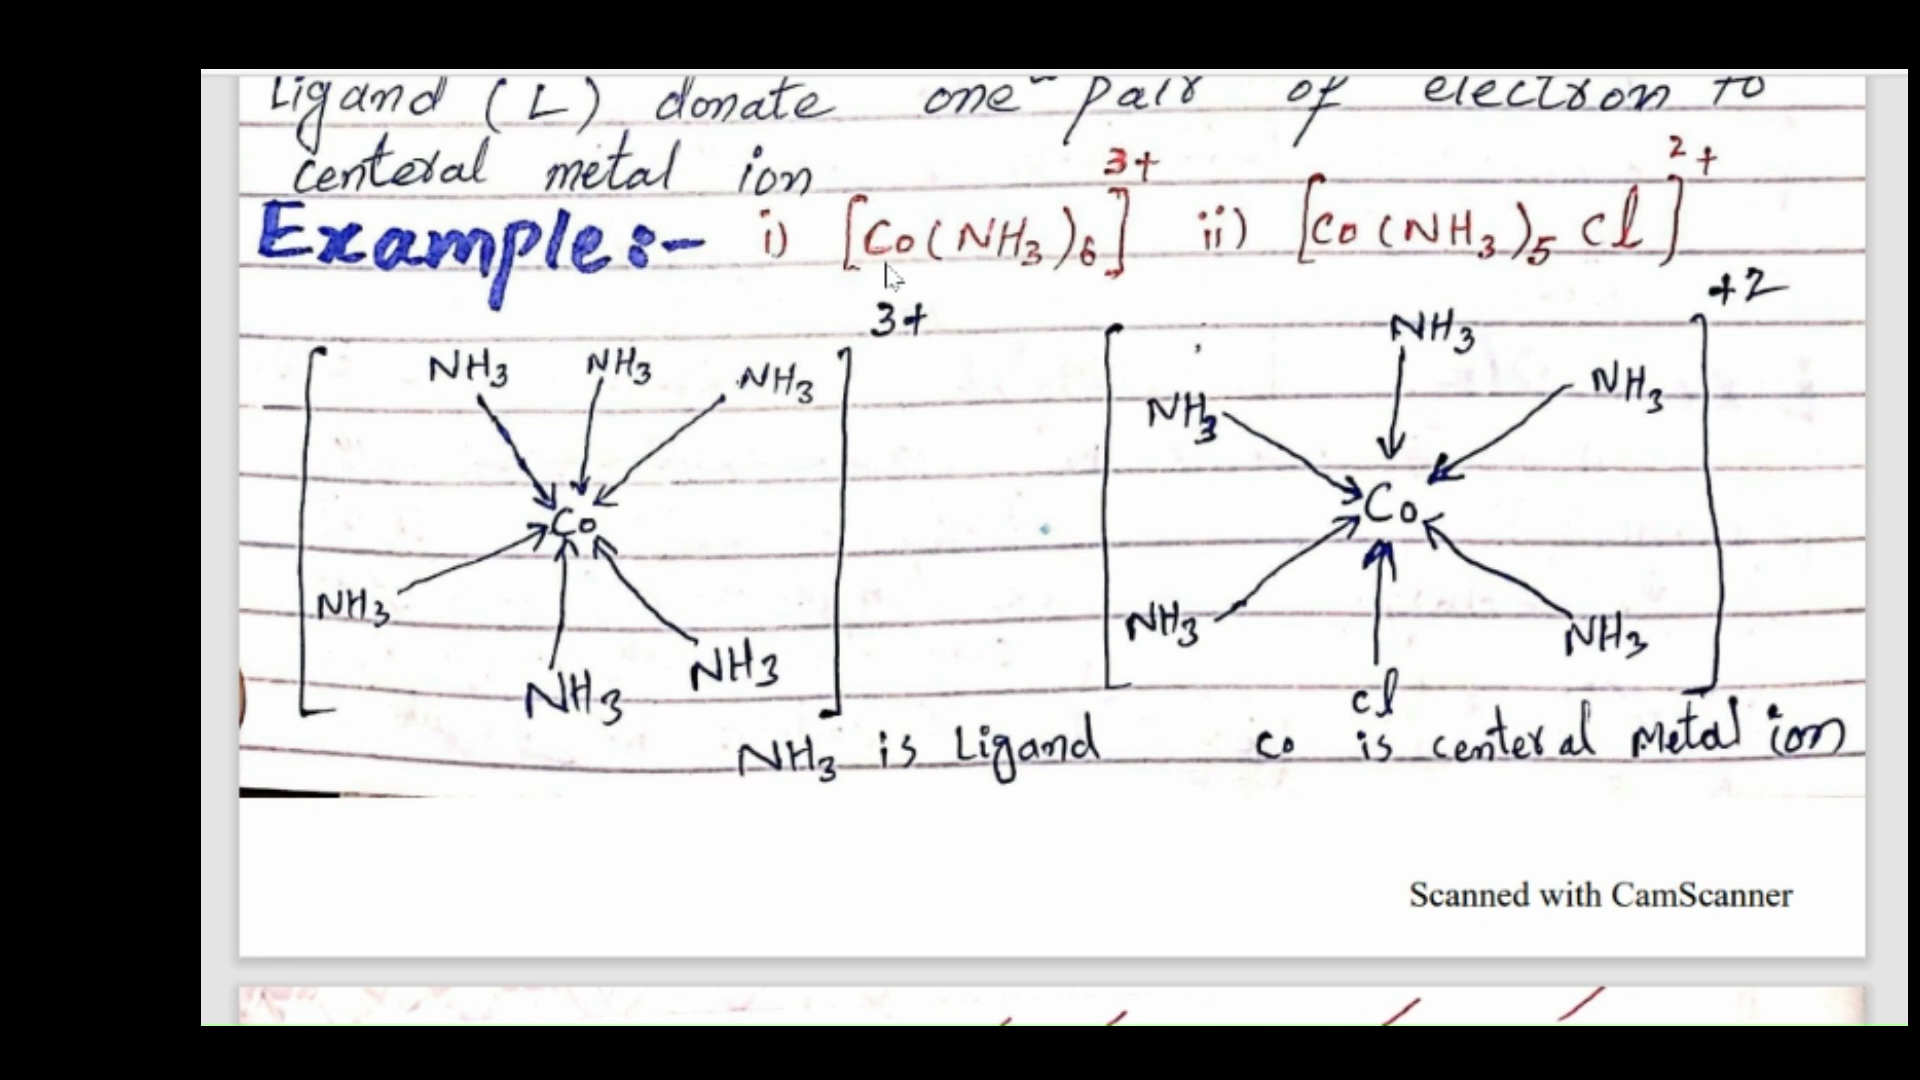 Ligand (L) donate one pair of electron to
centeral metal ion
Example:- i) [Co(NH3)6]3+ ii) [Co(NH3)5 Cl]2+
3+ +2
NH3 NH3 NH3 NH3
NH3 NH3
Co Co
NH3 NH3 NH3
NH3 NH3 Cl
NH3 is Ligand Co is centeral Metal ion
Scanned with CamScanner